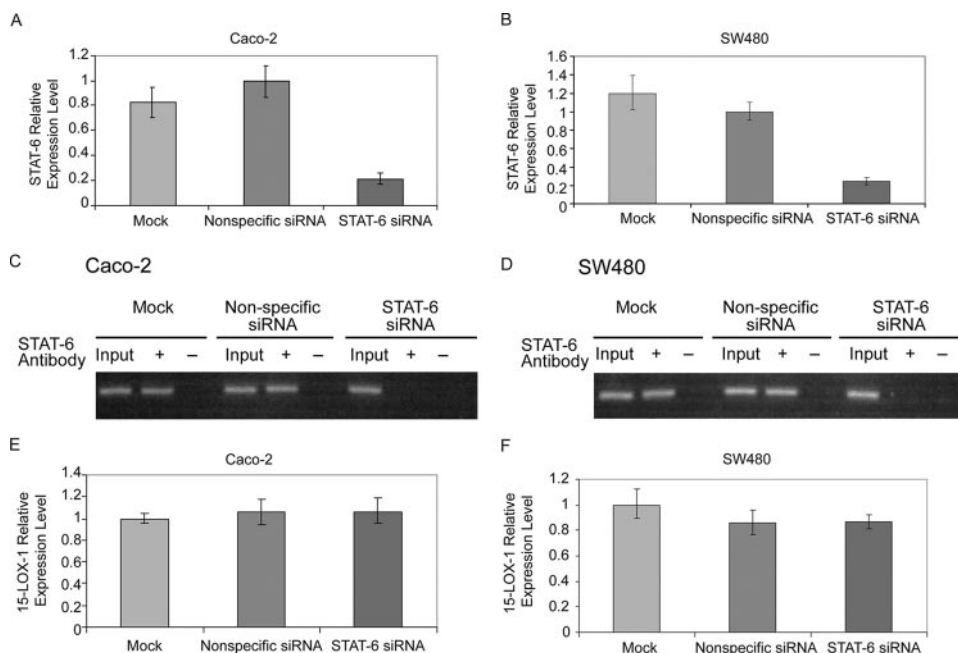 A
Caco-2
STAT-6 Relative
Expression Level
1.2
1
0.8
0.6
0.4
0.2
0
Mock
Nonspecific siRNA
STAT-6 siRNA
B
SW480
STAT-6 Relative
Expression Level
1.6
1.2
1.2
1
0.8
0.6
0.4
0.2
0
Mock
Nonspecific siRNA
STAT-6 siRNA
C
Caco-2
Mock
Non-specific
siRNA
STAT-6
siRNA
STAT-6
Antibody
Input + –
Input + –
Input + –
D
SW480
Mock
Non-specific
siRNA
STAT-6
siRNA
STAT-6
Antibody
Input + –
Input + –
Input + –
E
Caco-2
15-LOX-1 Relative
Expression Level
1.4
1.2
1
0.8
0.6
0.4
0.2
0
Mock
Nonspecific siRNA
STAT-6 siRNA
F
SW480
15-LOX-1 Relative
Expression Level
1.2
1
0.8
0.6
0.4
0.2
0
Mock
Nonspecific siRNA
STAT-6 siRNA